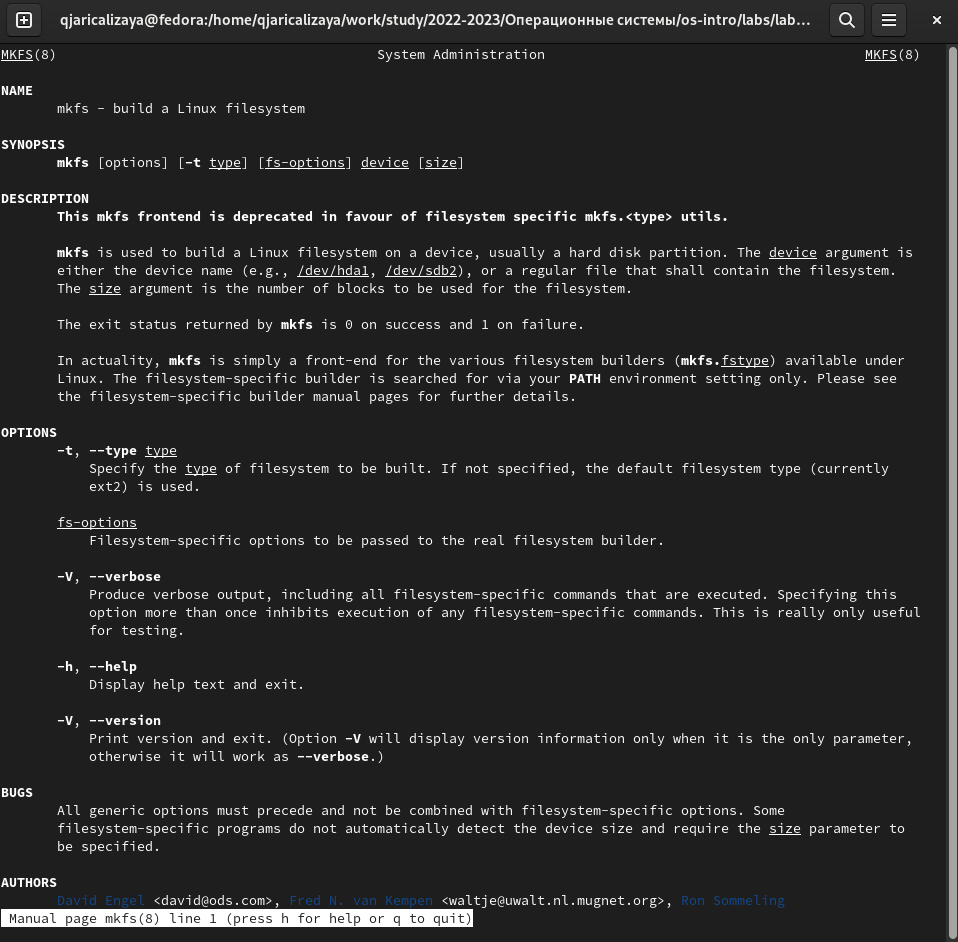 qjaricalizaya@fedora:/home/qjaricalizaya/work/study/2022-2023/Операционные системы/os-intro/labs/lab...
MKFS(8) System Administration MKFS(8)
NAME
mkfs - build a Linux filesystem
SYNOPSIS
mkfs [options] [-t type] [fs-options] device [size]
DESCRIPTION
This mkfs frontend is deprecated in favour of filesystem specific mkfs.<type> utils.
mkfs is used to build a Linux filesystem on a device, usually a hard disk partition. The device argument is
either the device name (e.g., /dev/hda1, /dev/sdb2), or a regular file that shall contain the filesystem.
The size argument is the number of blocks to be used for the filesystem.
The exit status returned by mkfs is 0 on success and 1 on failure.
In actuality, mkfs is simply a front-end for the various filesystem builders (mkfs.fstype) available under
Linux. The filesystem-specific builder is searched for via your PATH environment setting only. Please see
the filesystem-specific builder manual pages for further details.
OPTIONS
-t, --type type
Specify the type of filesystem to be built. If not specified, the default filesystem type (currently
ext2) is used.
fs-options
Filesystem-specific options to be passed to the real filesystem builder.
-V, --verbose
Produce verbose output, including all filesystem-specific commands that are executed. Specifying this
option more than once inhibits execution of any filesystem-specific commands. This is really only useful
for testing.
-h, --help
Display help text and exit.
-V, --version
Print version and exit. (Option -V will display version information only when it is the only parameter,
otherwise it will work as --verbose.)
BUGS
All generic options must precede and not be combined with filesystem-specific options. Some
filesystem-specific programs do not automatically detect the device size and require the size parameter to
be specified.
AUTHORS
David Engel <david@ods.com>, Fred N. van Kempen <waltje@uwalt.nl.mugnet.org>, Ron Sommeling
Manual page mkfs(8) line 1 (press h for help or q to quit)